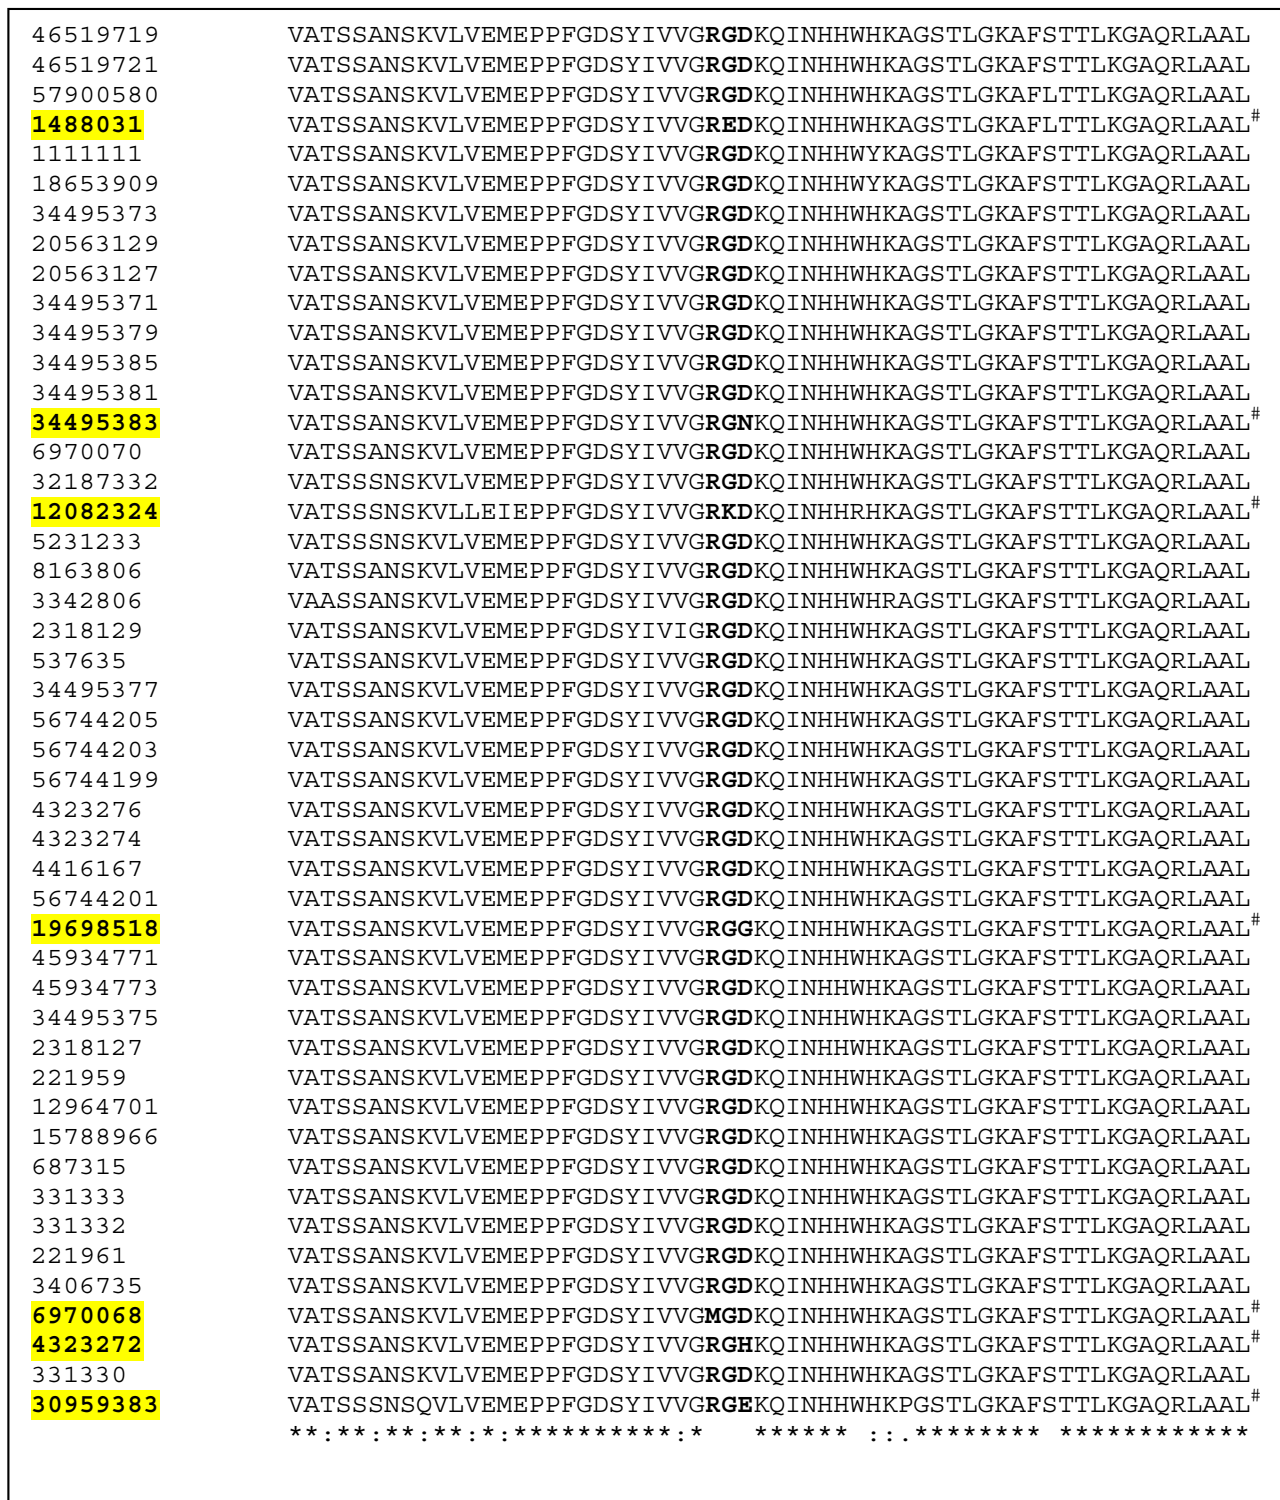 46519719 VATSSANSKVLVEMEPPFGDSYIVVGRGDKQINHHWHKAGSTLGKAFSTTLKGAQRLAAL
46519721 VATSSANSKVLVEMEPPFGDSYIVVGRGDKQINHHWHKAGSTLGKAFSTTLKGAQRLAAL
57900580 VATSSANSKVLVEMEPPFGDSYIVVGRGDKQINHHWHKAGSTLGKAFLTTLKGAQRLAAL
1488031 VATSSANSKVLVEMEPPFGDSYIVVGREDKQINHHWHKAGSTLGKAFLTTLKGAQRLAAL#
1111111 VATSSANSKVLVEMEPPFGDSYIVVGRGDKQINHHWYKAGSTLGKAFSTTLKGAQRLAAL
18653909 VATSSANSKVLVEMEPPFGDSYIVVGRGDKQINHHWYKAGSTLGKAFSTTLKGAQRLAAL
34495373 VATSSANSKVLVEMEPPFGDSYIVVGRGDKQINHHWHKAGSTLGKAFSTTLKGAQRLAAL
20563129 VATSSANSKVLVEMEPPFGDSYIVVGRGDKQINHHWHKAGSTLGKAFSTTLKGAQRLAAL
20563127 VATSSANSKVLVEMEPPFGDSYIVVGRGDKQINHHWHKAGSTLGKAFSTTLKGAQRLAAL
34495371 VATSSANSKVLVEMEPPFGDSYIVVGRGDKQINHHWHKAGSTLGKAFSTTLKGAQRLAAL
34495379 VATSSANSKVLVEMEPPFGDSYIVVGRGDKQINHHWHKAGSTLGKAFSTTLKGAQRLAAL
34495385 VATSSANSKVLVEMEPPFGDSYIVVGRGDKQINHHWHKAGSTLGKAFSTTLKGAQRLAAL
34495381 VATSSANSKVLVEMEPPFGDSYIVVGRGDKQINHHWHKAGSTLGKAFSTTLKGAQRLAAL
34495383 VATSSANSKVLVEMEPPFGDSYIVVGRGNKQINHHWHKAGSTLGKAFSTTLKGAQRLAAL#
6970070 VATSSANSKVLVEMEPPFGDSYIVVGRGDKQINHHWHKAGSTLGKAFSTTLKGAQRLAAL
32187332 VATSSSNSKVLVEMEPPFGDSYIVVGRGDKQINHHWHKAGSTLGKAFSTTLKGAQRLAAL
12082324 VATSSSNSKVLLEIEPPFGDSYIVVGRKDKQINHHRHKAGSTLGKAFSTTLKGAQRLAAL#
5231233 VATSSSNSKVLVEMEPPFGDSYIVVGRGDKQINHHWHKAGSTLGKAFSTTLKGAQRLAAL
8163806 VATSSANSKVLVEMEPPFGDSYIVVGRGDKQINHHWHKAGSTLGKAFSTTLKGAQRLAAL
3342806 VAASSANSKVLVEMEPPFGDSYIVVGRGDKQINHHWHRAGSTLGKAFSTTLKGAQRLAAL
2318129 VATSSANSKVLVEMEPPFGDSYIVIGRGDKQINHHWHKAGSTLGKAFSTTLKGAQRLAAL
537635 VATSSANSKVLVEMEPPFGDSYIVVGRGDKQINHHWHKAGSTLGKAFSTTLKGAQRLAAL
34495377 VATSSANSKVLVEMEPPFGDSYIVVGRGDKQINHHWHKAGSTLGKAFSTTLKGAQRLAAL
56744205 VATSSANSKVLVEMEPPFGDSYIVVGRGDKQINHHWHKAGSTLGKAFSTTLKGAQRLAAL
56744203 VATSSANSKVLVEMEPPFGDSYIVVGRGDKQINHHWHKAGSTLGKAFSTTLKGAQRLAAL
56744199 VATSSANSKVLVEMEPPFGDSYIVVGRGDKQINHHWHKAGSTLGKAFSTTLKGAQRLAAL
4323276 VATSSANSKVLVEMEPPFGDSYIVVGRGDKQINHHWHKAGSTLGKAFSTTLKGAQRLAAL
4323274 VATSSANSKVLVEMEPPFGDSYIVVGRGDKQINHHWHKAGSTLGKAFSTTLKGAQRLAAL
4416167 VATSSANSKVLVEMEPPFGDSYIVVGRGDKQINHHWHKAGSTLGKAFSTTLKGAQRLAAL
56744201 VATSSANSKVLVEMEPPFGDSYIVVGRGDKQINHHWHKAGSTLGKAFSTTLKGAQRLAAL
19698518 VATSSANSKVLVEMEPPFGDSYIVVGRGGKQINHHWHKAGSTLGKAFSTTLKGAQRLAAL#
45934771 VATSSANSKVLVEMEPPFGDSYIVVGRGDKQINHHWHKAGSTLGKAFSTTLKGAQRLAAL
45934773 VATSSANSKVLVEMEPPFGDSYIVVGRGDKQINHHWHKAGSTLGKAFSTTLKGAQRLAAL
34495375 VATSSANSKVLVEMEPPFGDSYIVVGRGDKQINHHWHKAGSTLGKAFSTTLKGAQRLAAL
2318127 VATSSANSKVLVEMEPPFGDSYIVVGRGDKQINHHWHKAGSTLGKAFSTTLKGAQRLAAL
221959 VATSSANSKVLVEMEPPFGDSYIVVGRGDKQINHHWHKAGSTLGKAFSTTLKGAQRLAAL
12964701 VATSSANSKVLVEMEPPFGDSYIVVGRGDKQINHHWHKAGSTLGKAFSTTLKGAQRLAAL
15788966 VATSSANSKVLVEMEPPFGDSYIVVGRGDKQINHHWHKAGSTLGKAFSTTLKGAQRLAAL
687315 VATSSANSKVLVEMEPPFGDSYIVVGRGDKQINHHWHKAGSTLGKAFSTTLKGAQRLAAL
331333 VATSSANSKVLVEMEPPFGDSYIVVGRGDKQINHHWHKAGSTLGKAFSTTLKGAQRLAAL
331332 VATSSANSKVLVEMEPPFGDSYIVVGRGDKQINHHWHKAGSTLGKAFSTTLKGAQRLAAL
221961 VATSSANSKVLVEMEPPFGDSYIVVGRGDKQINHHWHKAGSTLGKAFSTTLKGAQRLAAL
3406735 VATSSANSKVLVEMEPPFGDSYIVVGRGDKQINHHWHKAGSTLGKAFSTTLKGAQRLAAL
6970068 VATSSANSKVLVEMEPPFGDSYIVVGMGDKQINHHWHKAGSTLGKAFSTTLKGAQRLAAL#
4323272 VATSSANSKVLVEMEPPFGDSYIVVGRGHKQINHHWHKAGSTLGKAFSTTLKGAQRLAAL#
331330 VATSSANSKVLVEMEPPFGDSYIVVGRGDKQINHHWHKAGSTLGKAFSTTLKGAQRLAAL
30959383 VATSSSNSQVLVEMEPPFGDSYIVVGRGEKQINHHWHKPGSTLGKAFSTTLKGAQRLAAL#
**:**:**:**:*:**********:*   ****** ::.******** ************